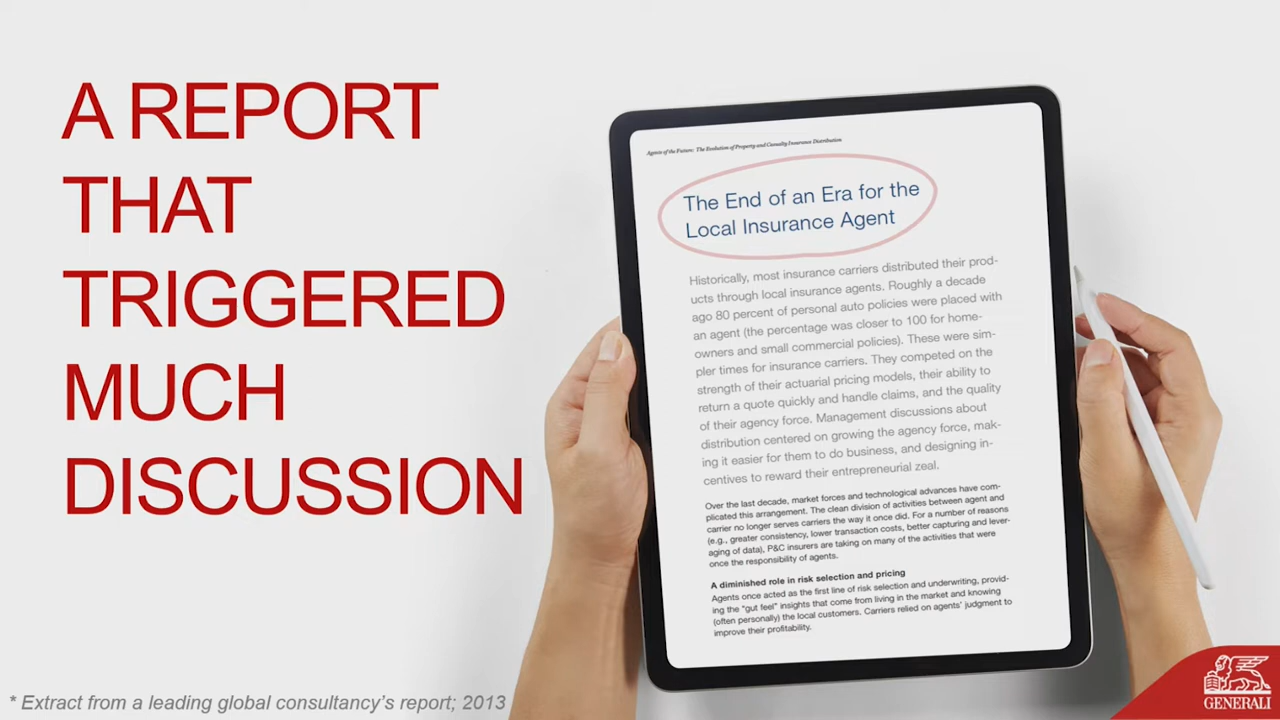 A REPORT
THAT
TRIGGERED
MUCH
DISCUSSION
Agents of the Future: The Evolution of Property and Casualty Insurance Distribution
The End of an Era for the
Local Insurance Agent
Historically, most insurance carriers distributed their prod-
ucts through local insurance agents. Roughly a decade
ago 80 percent of personal auto policies were placed with
an agent (the percentage was closer to 100 for home-
owners and small commercial policies). These were sim-
pler times for insurance carriers. They competed on the
strength of their actuarial pricing models, their ability to
return a quote quickly and handle claims, and the quality
of their agency force. Management discussions about
distribution centered on growing the agency force, mak-
ing it easier for them to do business, and designing in-
centives to reward their entrepreneurial zeal.
Over the last decade, market forces and technological advances have com-
plicated this arrangement. The clean division of activities between agent and
carrier no longer serves carriers the way it once did. For a number of reasons
(e.g., greater consistency, lower transaction costs, better capturing and lever-
aging of data), P&C insurers are taking on many of the activities that were
once the responsibility of agents.
A diminished role in risk selection and pricing
Agents once acted as the first line of risk selection and underwriting, provid-
ing the “gut feel” insights that come from living in the market and knowing
(often personally) the local customers. Carriers relied on agents’ judgment to
improve their profitability.
* Extract from a leading global consultancy’s report; 2013
GENERALI